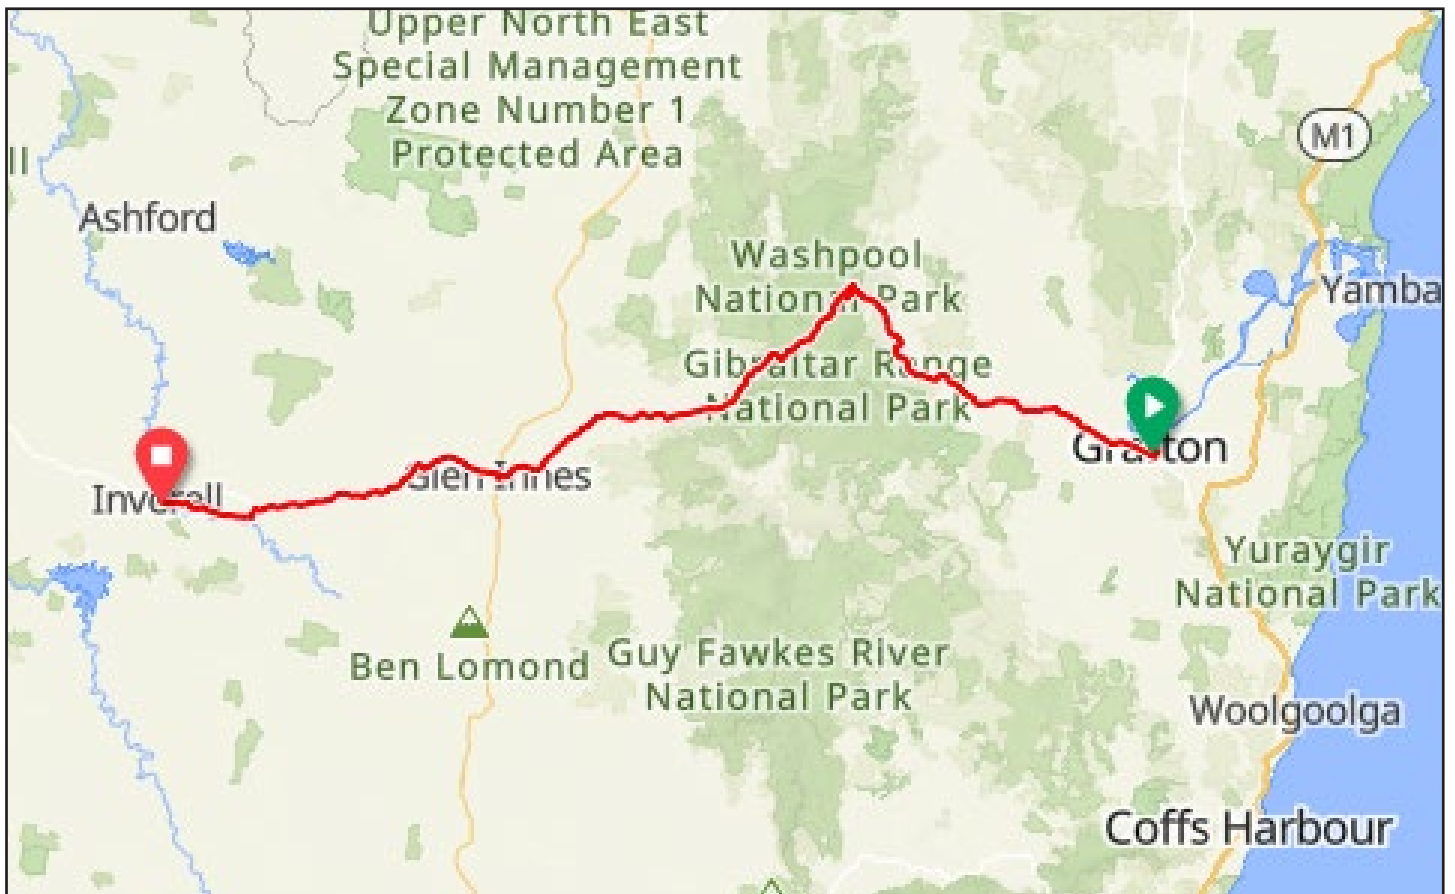 Upper North East
Special Management
Zone Number 1
Protected Area
M1
ll
Ashford
Washpool
National Park
Yamba
Gibraltar Range
National Park
Grafton
Glen Innes
Inverell
Yuraygir
National Park
Ben Lomond
Guy Fawkes River
National Park
Woolgoolga
Coffs Harbour